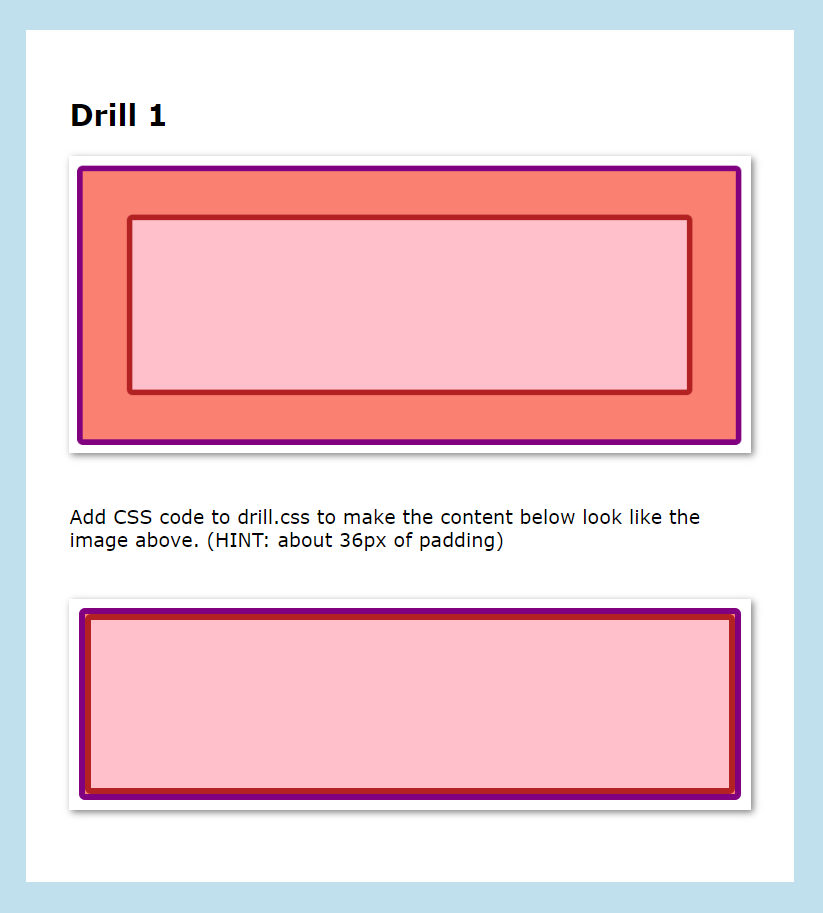 Drill 1
Add CSS code to drill.css to make the content below look like the
image above. (HINT: about 36px of padding)